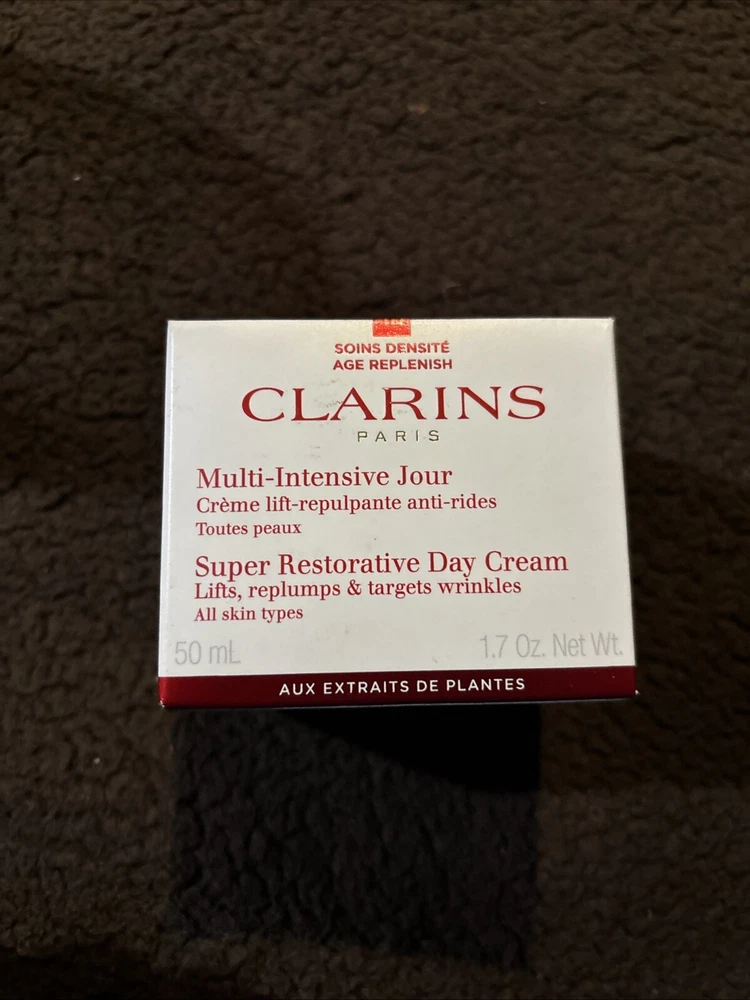 SOINS DENSITÉ
AGE REPLENISH
CLARINS
PARIS
Multi-Intensive Jour
Crème lift-repulpante anti-rides
Toutes peaux
Super Restorative Day Cream
Lifts, replumps & targets wrinkles
All skin types
50 mL 1.7 Oz. Net Wt.
AUX EXTRAITS DE PLANTES